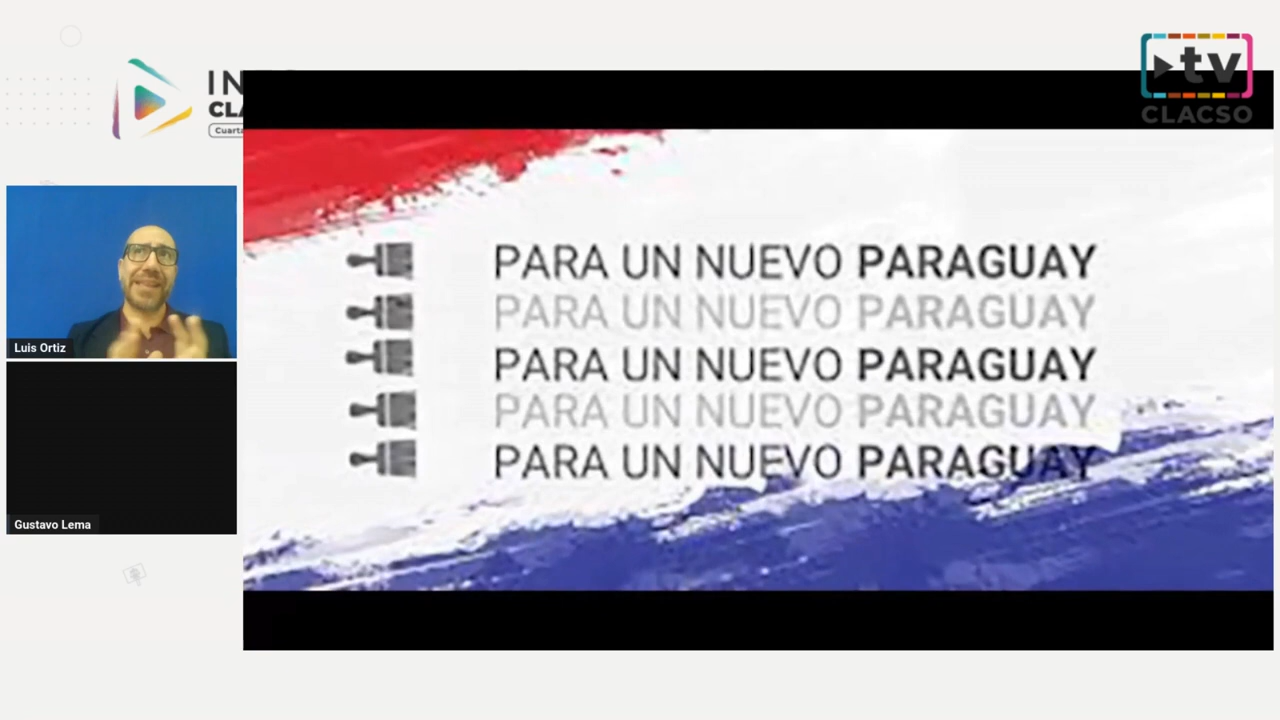 tv
CLACSO
IN
CLA
Cuarta
PARA UN NUEVO PARAGUAY
PARA UN NUEVO PARAGUAY
PARA UN NUEVO PARAGUAY
PARA UN NUEVO PARAGUAY
PARA UN NUEVO PARAGUAY
Luis Ortiz
Gustavo Lema